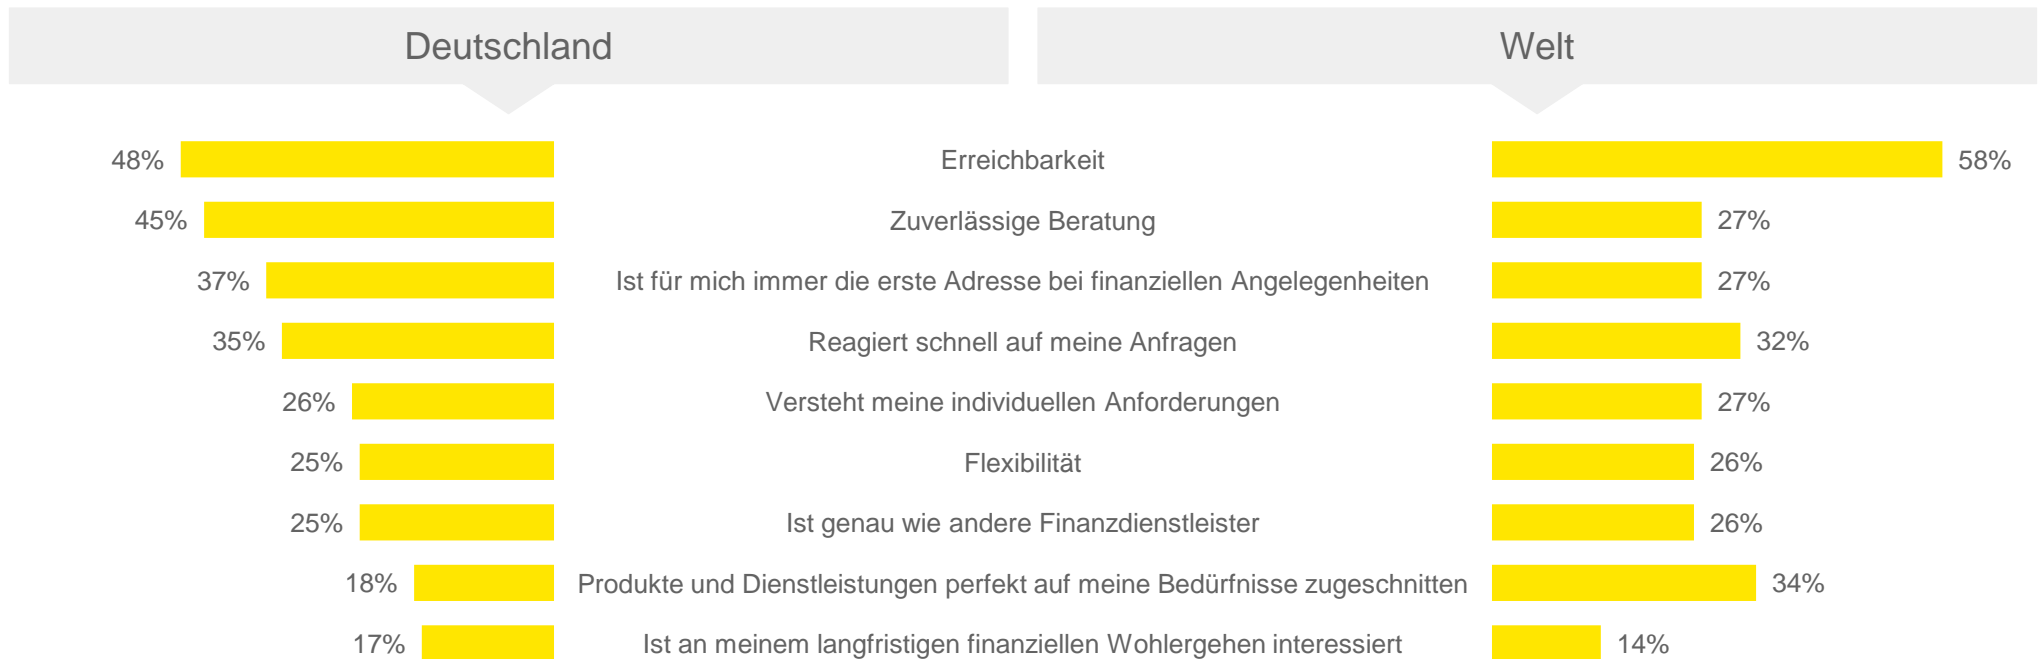 Deutschland Welt
48% Erreichbarkeit 58%
45% Zuverlässige Beratung 27%
37% Ist für mich immer die erste Adresse bei finanziellen Angelegenheiten 27%
35% Reagiert schnell auf meine Anfragen 32%
26% Versteht meine individuellen Anforderungen 27%
25% Flexibilität 26%
25% Ist genau wie andere Finanzdienstleister 26%
18% Produkte und Dienstleistungen perfekt auf meine Bedürfnisse zugeschnitten 34%
17% Ist an meinem langfristigen finanziellen Wohlergehen interessiert 14%